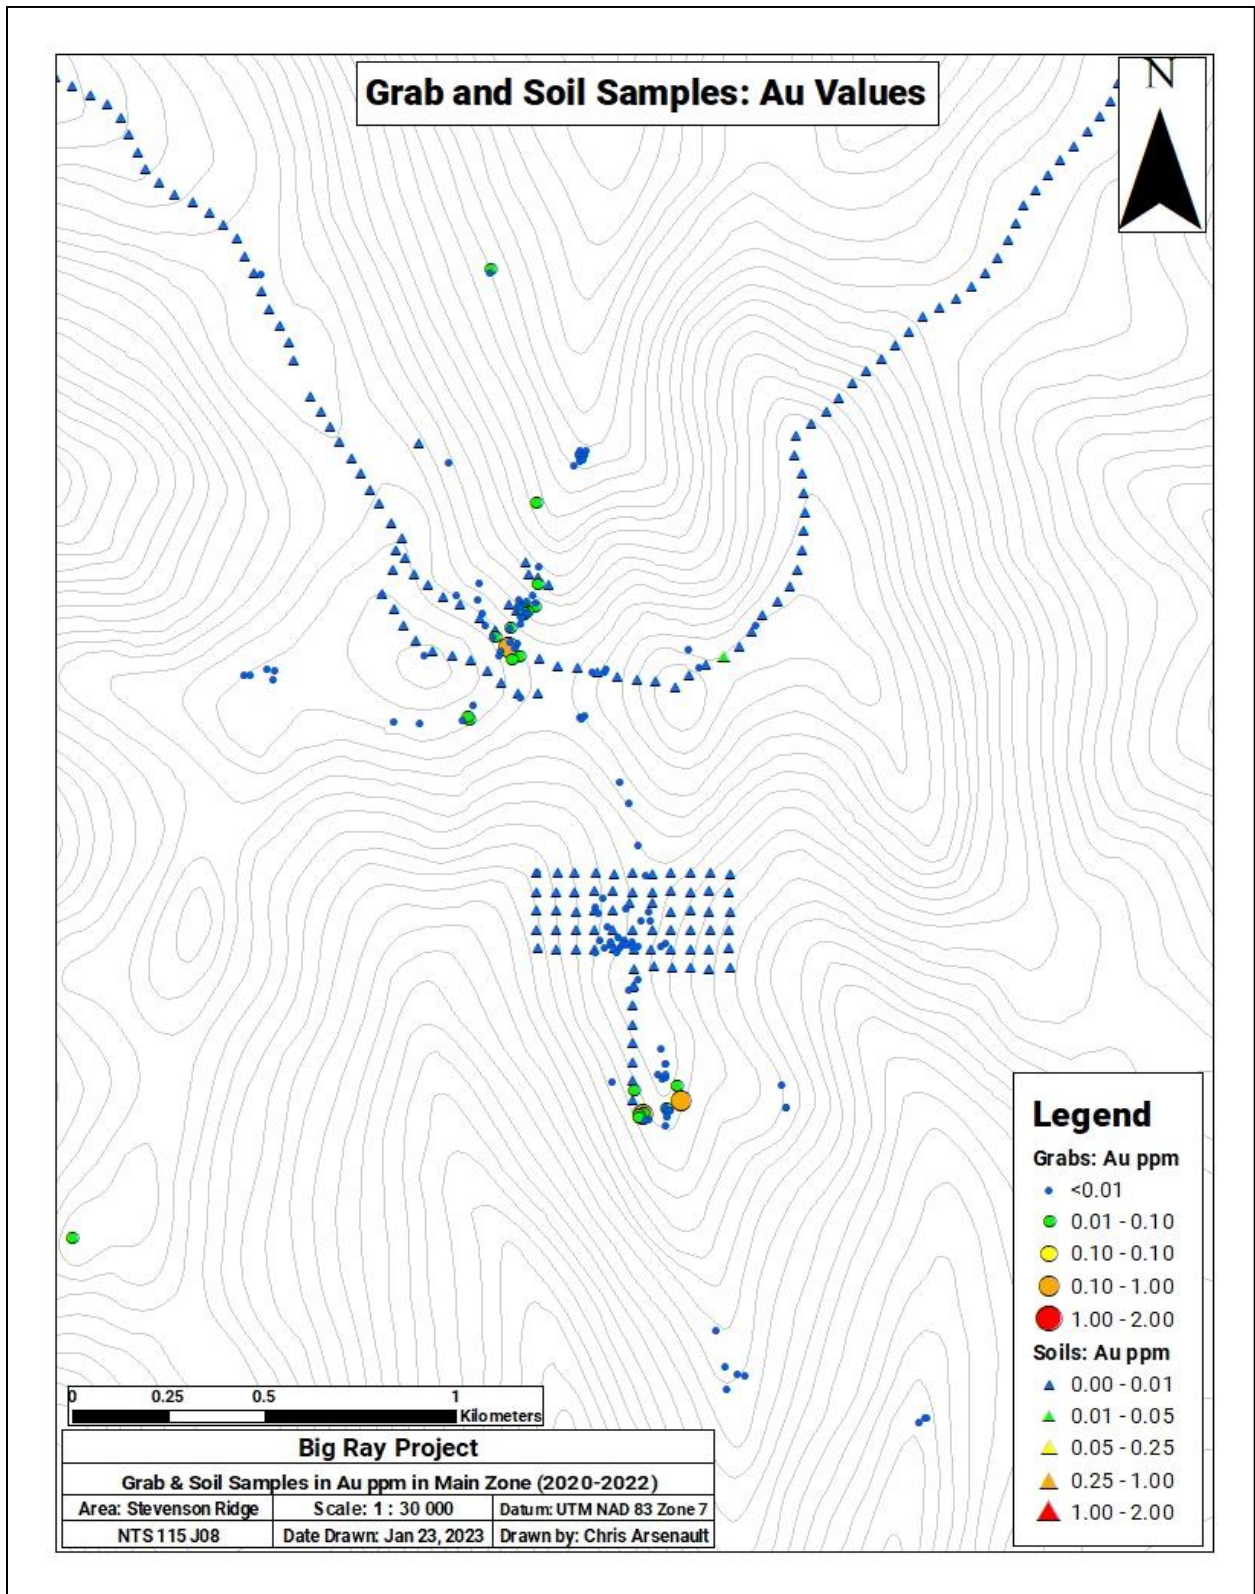 Grab and Soil Samples: Au Values
N
Legend
Grabs: Au ppm
<0.01
0.01 - 0.10
0.10 - 0.10
0.10 - 1.00
1.00 - 2.00
Soils: Au ppm
0.00 - 0.01
0.01 - 0.05
0.05 - 0.25
0.25 - 1.00
1.00 - 2.00
0 0.25 0.5 1
Kilometers
Big Ray Project
Grab & Soil Samples in Au ppm in Main Zone (2020-2022)
Area: Stevenson Ridge Scale: 1 : 30 000 Datum: UTM NAD 83 Zone 7
NTS 115 J08 Date Drawn: Jan 23, 2023 Drawn by: Chris Arsenault